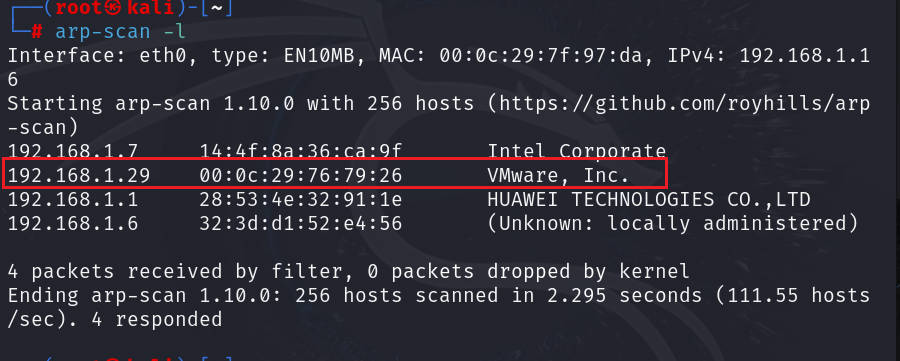 ┌──(root㉿kali)-[~]
└─# arp-scan -l
Interface: eth0, type: EN10MB, MAC: 00:0c:29:7f:97:da, IPv4: 192.168.1.1
6
Starting arp-scan 1.10.0 with 256 hosts (https://github.com/royhills/arp
-scan)
192.168.1.7     14:4f:8a:36:ca:9f       Intel Corporate
192.168.1.29    00:0c:29:76:79:26       VMware, Inc.
192.168.1.1     28:53:4e:32:91:1e       HUAWEI TECHNOLOGIES CO.,LTD
192.168.1.6     32:3d:d1:52:e4:56       (Unknown: locally administered)
4 packets received by filter, 0 packets dropped by kernel
Ending arp-scan 1.10.0: 256 hosts scanned in 2.295 seconds (111.55 hosts
/sec). 4 responded
┌──(root㉿kali)-[~]